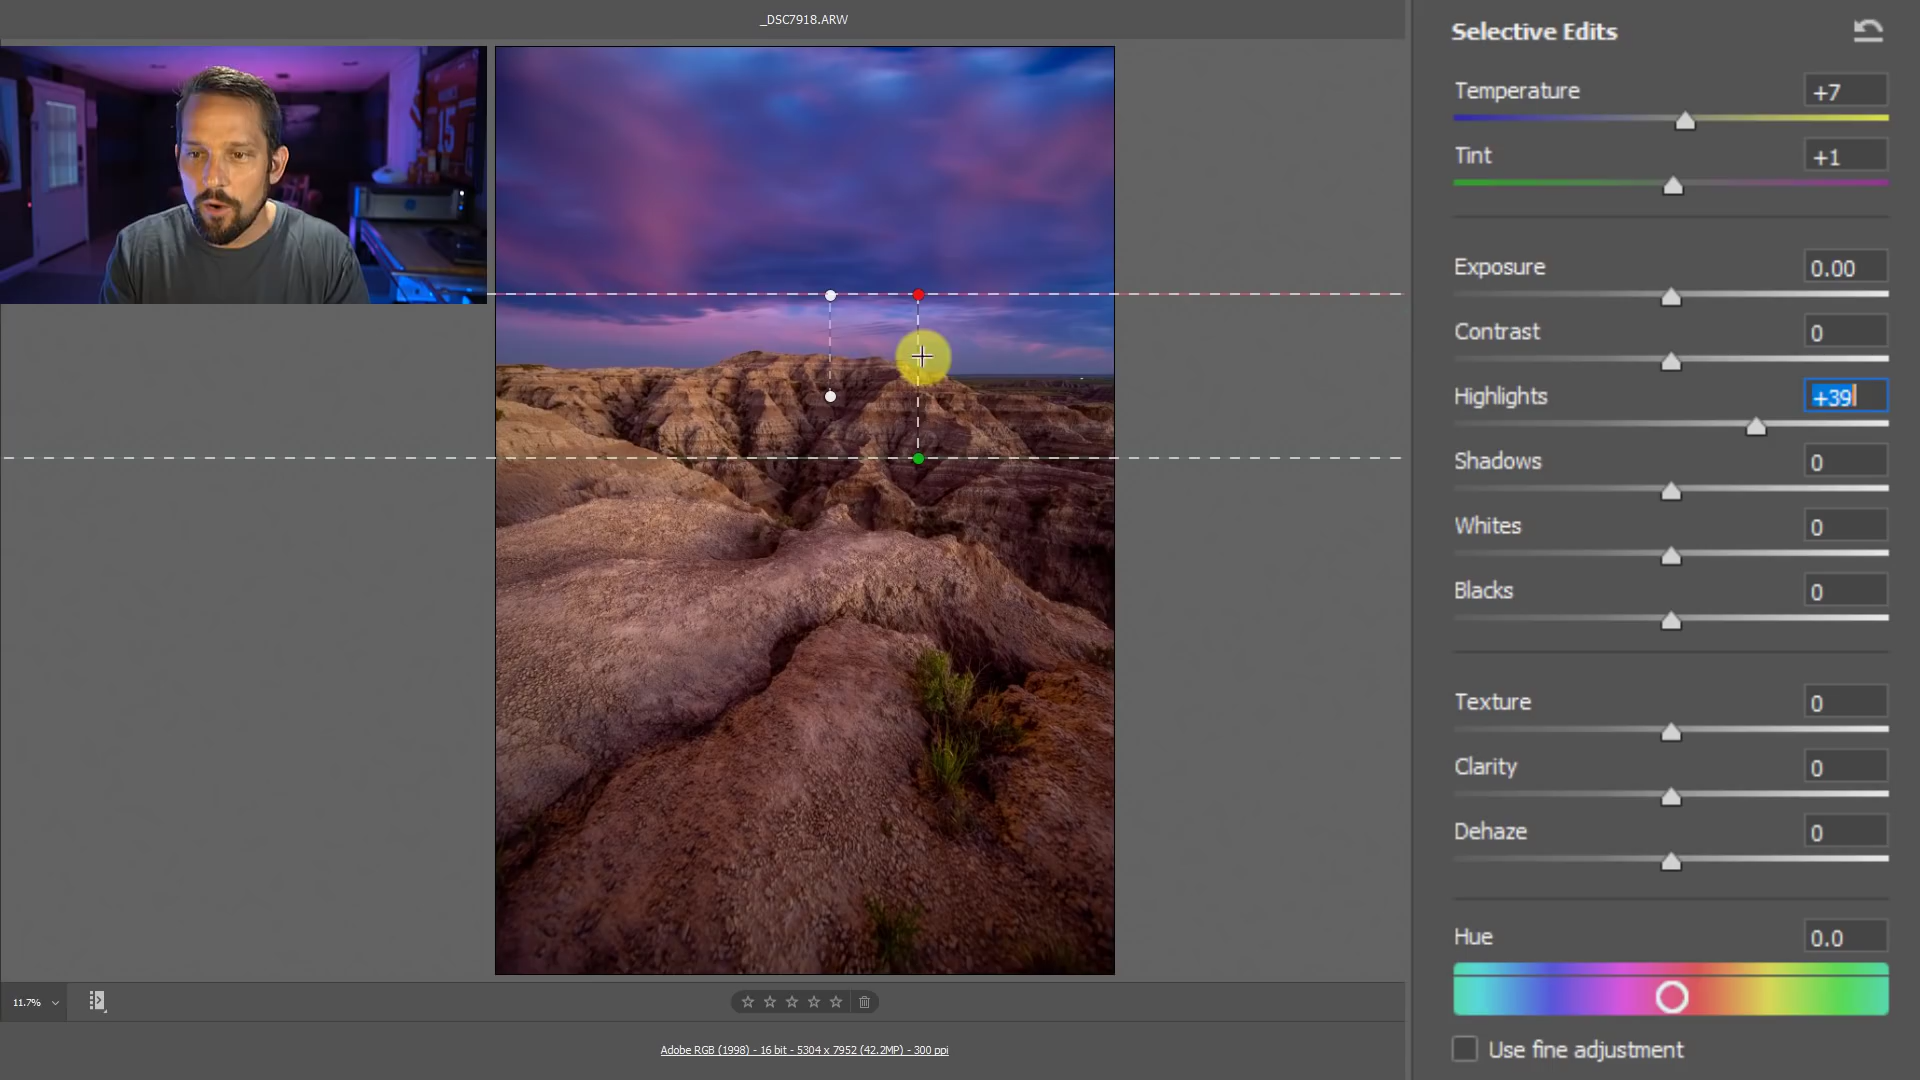 _DSC7918.ARW
Selective Edits
Temperature +7
Tint +1
Exposure 0.00
Contrast 0
Highlights +39
Shadows 0
Whites 0
Blacks 0
Texture 0
Clarity 0
Dehaze 0
Hue 0.0
Use fine adjustment
15
11.7%
Adobe RGB (1998) - 16 bit - 5304 x 7952 (42.2MP) - 300 ppi